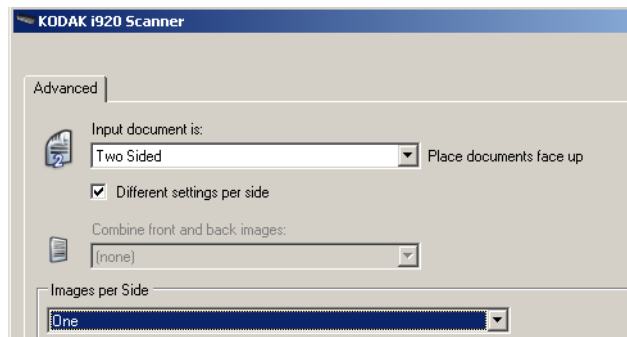 KODAK i920 Scanner
Advanced
Input document is:
2
Two Sided
Place documents face up
Different settings per side
Combine front and back images:
(none)
Images per Side
One